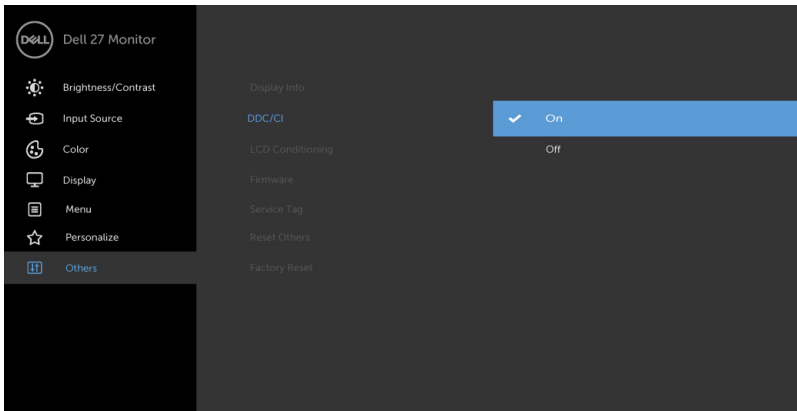 DELL
Dell 27 Monitor
Brightness/Contrast
Input Source
Color
Display
Menu
Personalize
Others
Display Info
DDC/CI
LCD Conditioning
Firmware
Service Tag
Reset Others
Factory Reset
On
Off